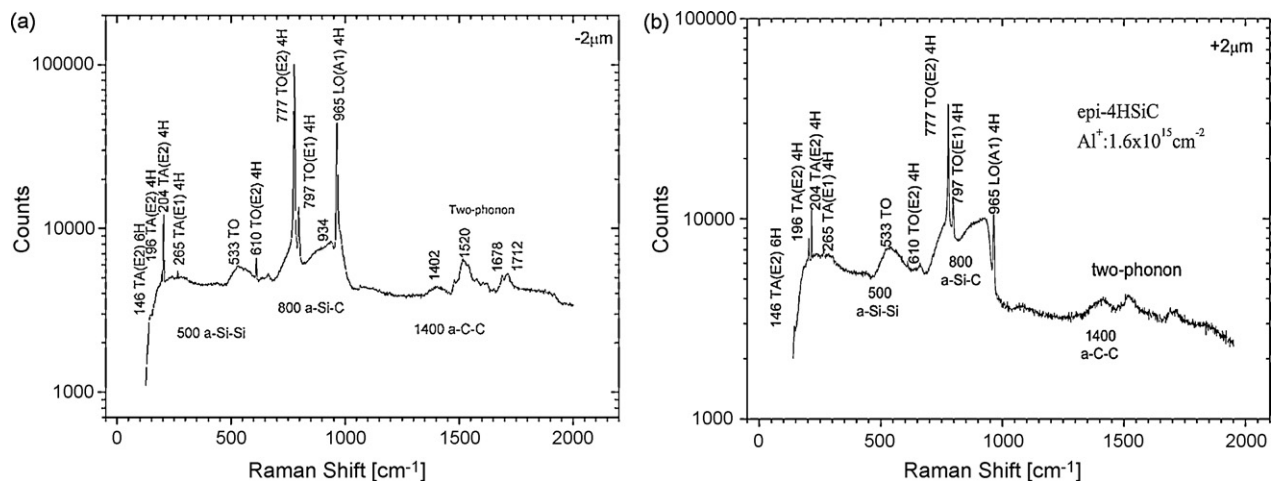 (a)
-2μm
100000
10000
1000
Counts
146 TA(E2) 6H
196 TA(E2) 4H
204 TA(E2) 4H
265 TA(E1) 4H
533 TO
610 TO(E2) 4H
777 TO(E2) 4H
797 TO(E1) 4H
934
965 LO(A1) 4H
1402
1520
Two-phonon
1678
1712
500 a-Si-Si
800 a-Si-C
1400 a-C-C
0
500
1000
1500
2000
Raman Shift [cm-1]
(b)
+2μm
100000
10000
1000
Counts
epi-4HSiC
Al+:1.6x1015cm-2
146 TA(E2) 6H
196 TA(E2) 4H
204 TA(E2) 4H
265 TA(E1) 4H
533 TO
610 TO(E2) 4H
777 TO(E2) 4H
797 TO(E1) 4H
965 LO(A1) 4H
800
a-Si-C
500
a-Si-Si
two-phonon
1400
a-C-C
0
500
1000
1500
2000
Raman Shift [cm-1]